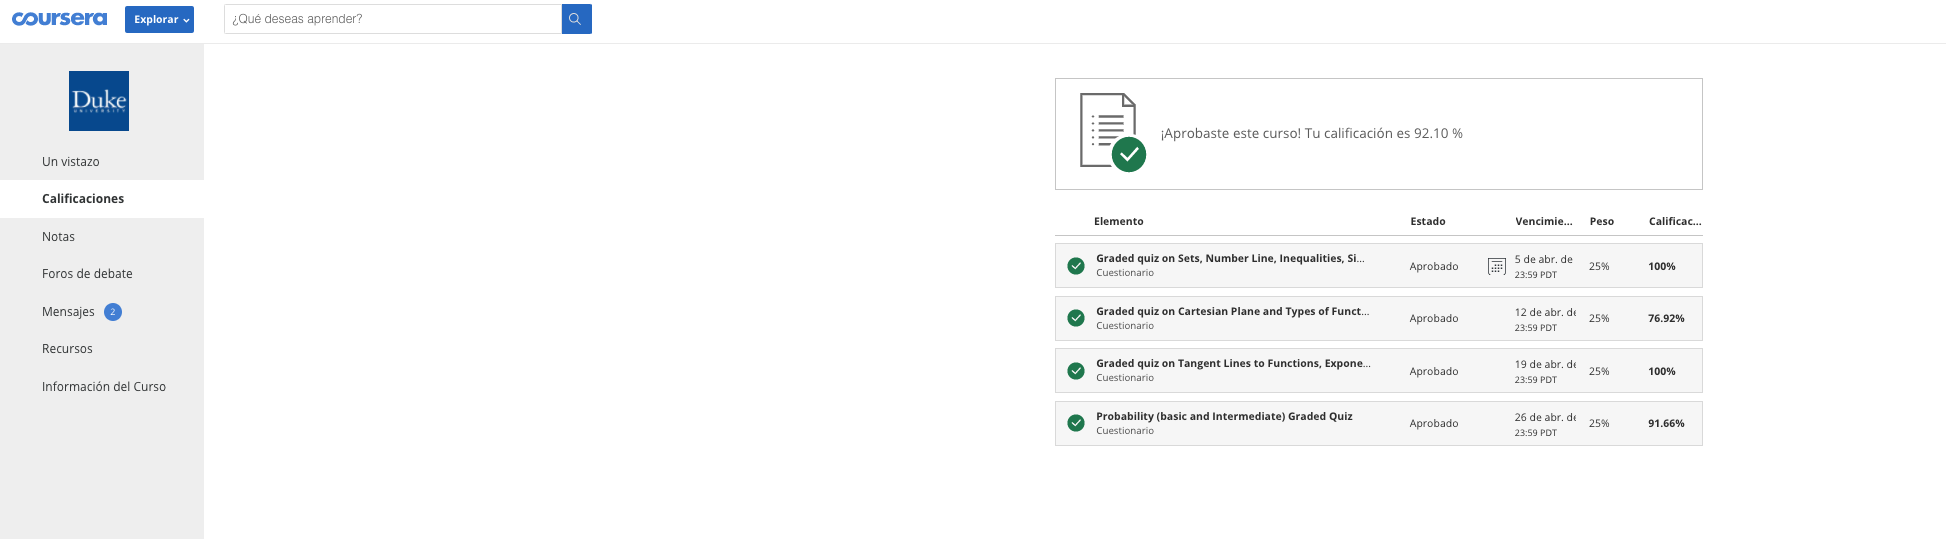 coursera
Explorar
¿Qué deseas aprender?
Duke
UNIVERSITY
Un vistazo
Calificaciones
Notas
Foros de debate
Mensajes 2
Recursos
Información del Curso
¡Aprobaste este curso! Tu calificación es 92.10 %
Elemento Estado Vencimie... Peso Calificac...
Graded quiz on Sets, Number Line, Inequalities, Si...
Cuestionario
Aprobado
5 de abr. de
23:59 PDT
25%
100%
Graded quiz on Cartesian Plane and Types of Funct...
Cuestionario
Aprobado
12 de abr. de
23:59 PDT
25%
76.92%
Graded quiz on Tangent Lines to Functions, Expone...
Cuestionario
Aprobado
19 de abr. de
23:59 PDT
25%
100%
Probability (basic and Intermediate) Graded Quiz
Cuestionario
Aprobado
26 de abr. de
23:59 PDT
25%
91.66%